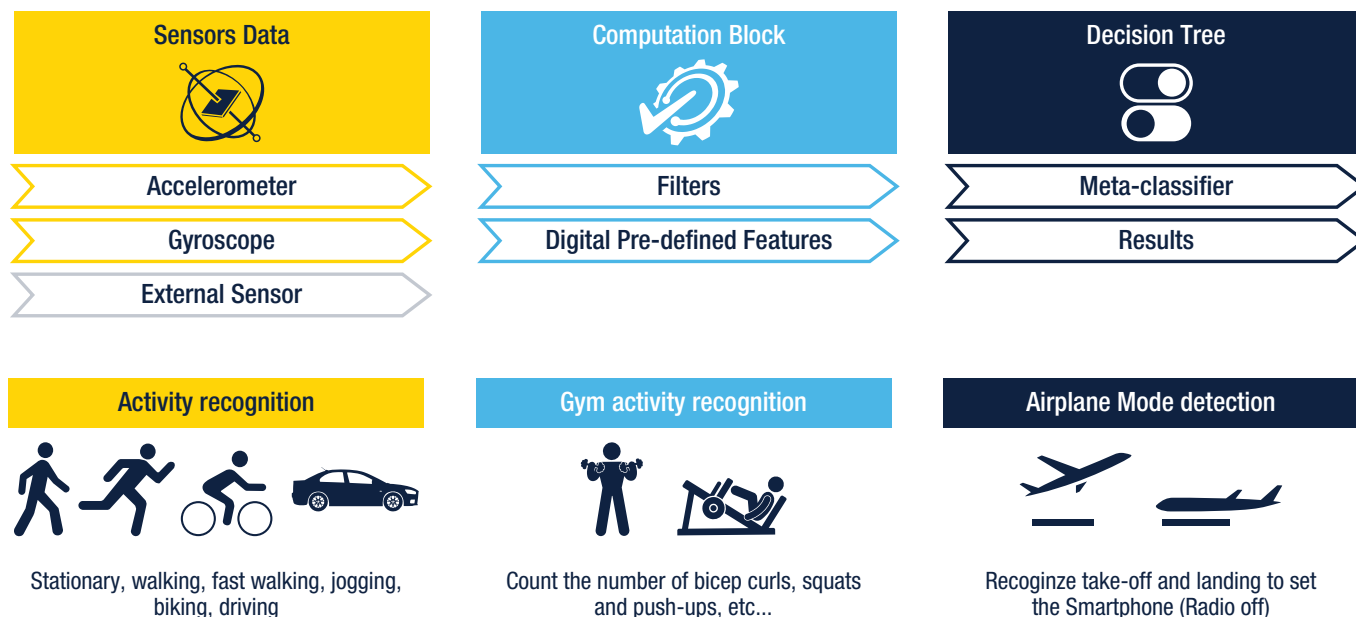 Sensors Data
Computation Block
Decision Tree
Accelerometer
Filters
Meta-classifier
Gyroscope
Digital Pre-defined Features
Results
External Sensor
Activity recognition
Gym activity recognition
Airplane Mode detection
Stationary, walking, fast walking, jogging,
biking, driving
Count the number of bicep curls, squats
and push-ups, etc...
Recoginze take-off and landing to set
the Smartphone (Radio off)